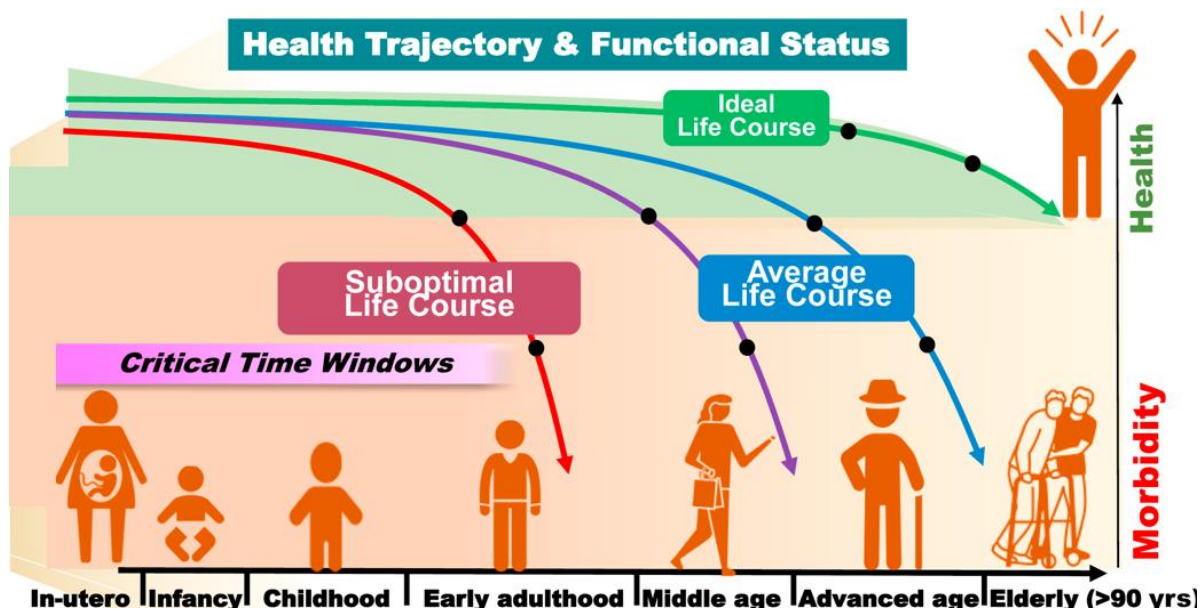 Health Trajectory & Functional Status
Ideal
Life Course
Health
Suboptimal
Life Course
Average
Life Course
Critical Time Windows
Morbidity
In-utero
Infancy
Childhood
Early adulthood
Middle age
Advanced age
Elderly (>90 yrs)